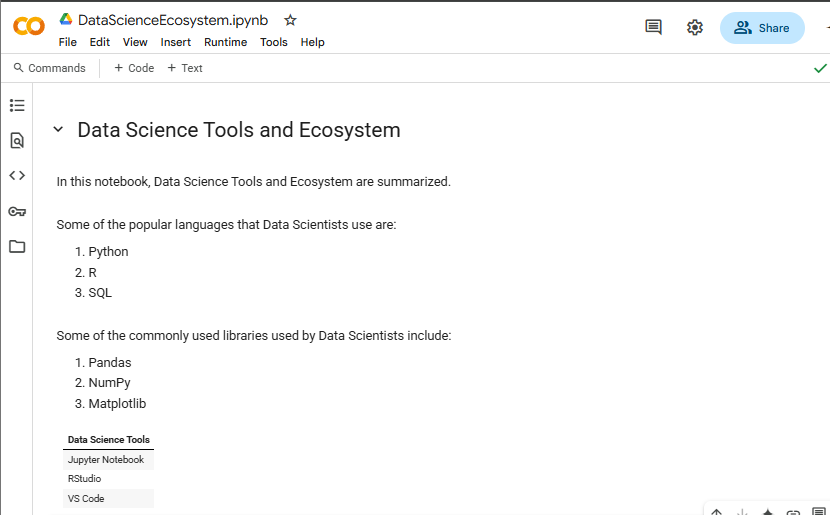 DataScienceEcosystem.ipynb
File Edit View Insert Runtime Tools Help
Share
Commands + Code + Text
Data Science Tools and Ecosystem
In this notebook, Data Science Tools and Ecosystem are summarized.
Some of the popular languages that Data Scientists use are:
1. Python
2. R
3. SQL
Some of the commonly used libraries used by Data Scientists include:
1. Pandas
2. NumPy
3. Matplotlib
Data Science Tools
Jupyter Notebook
RStudio
VS Code